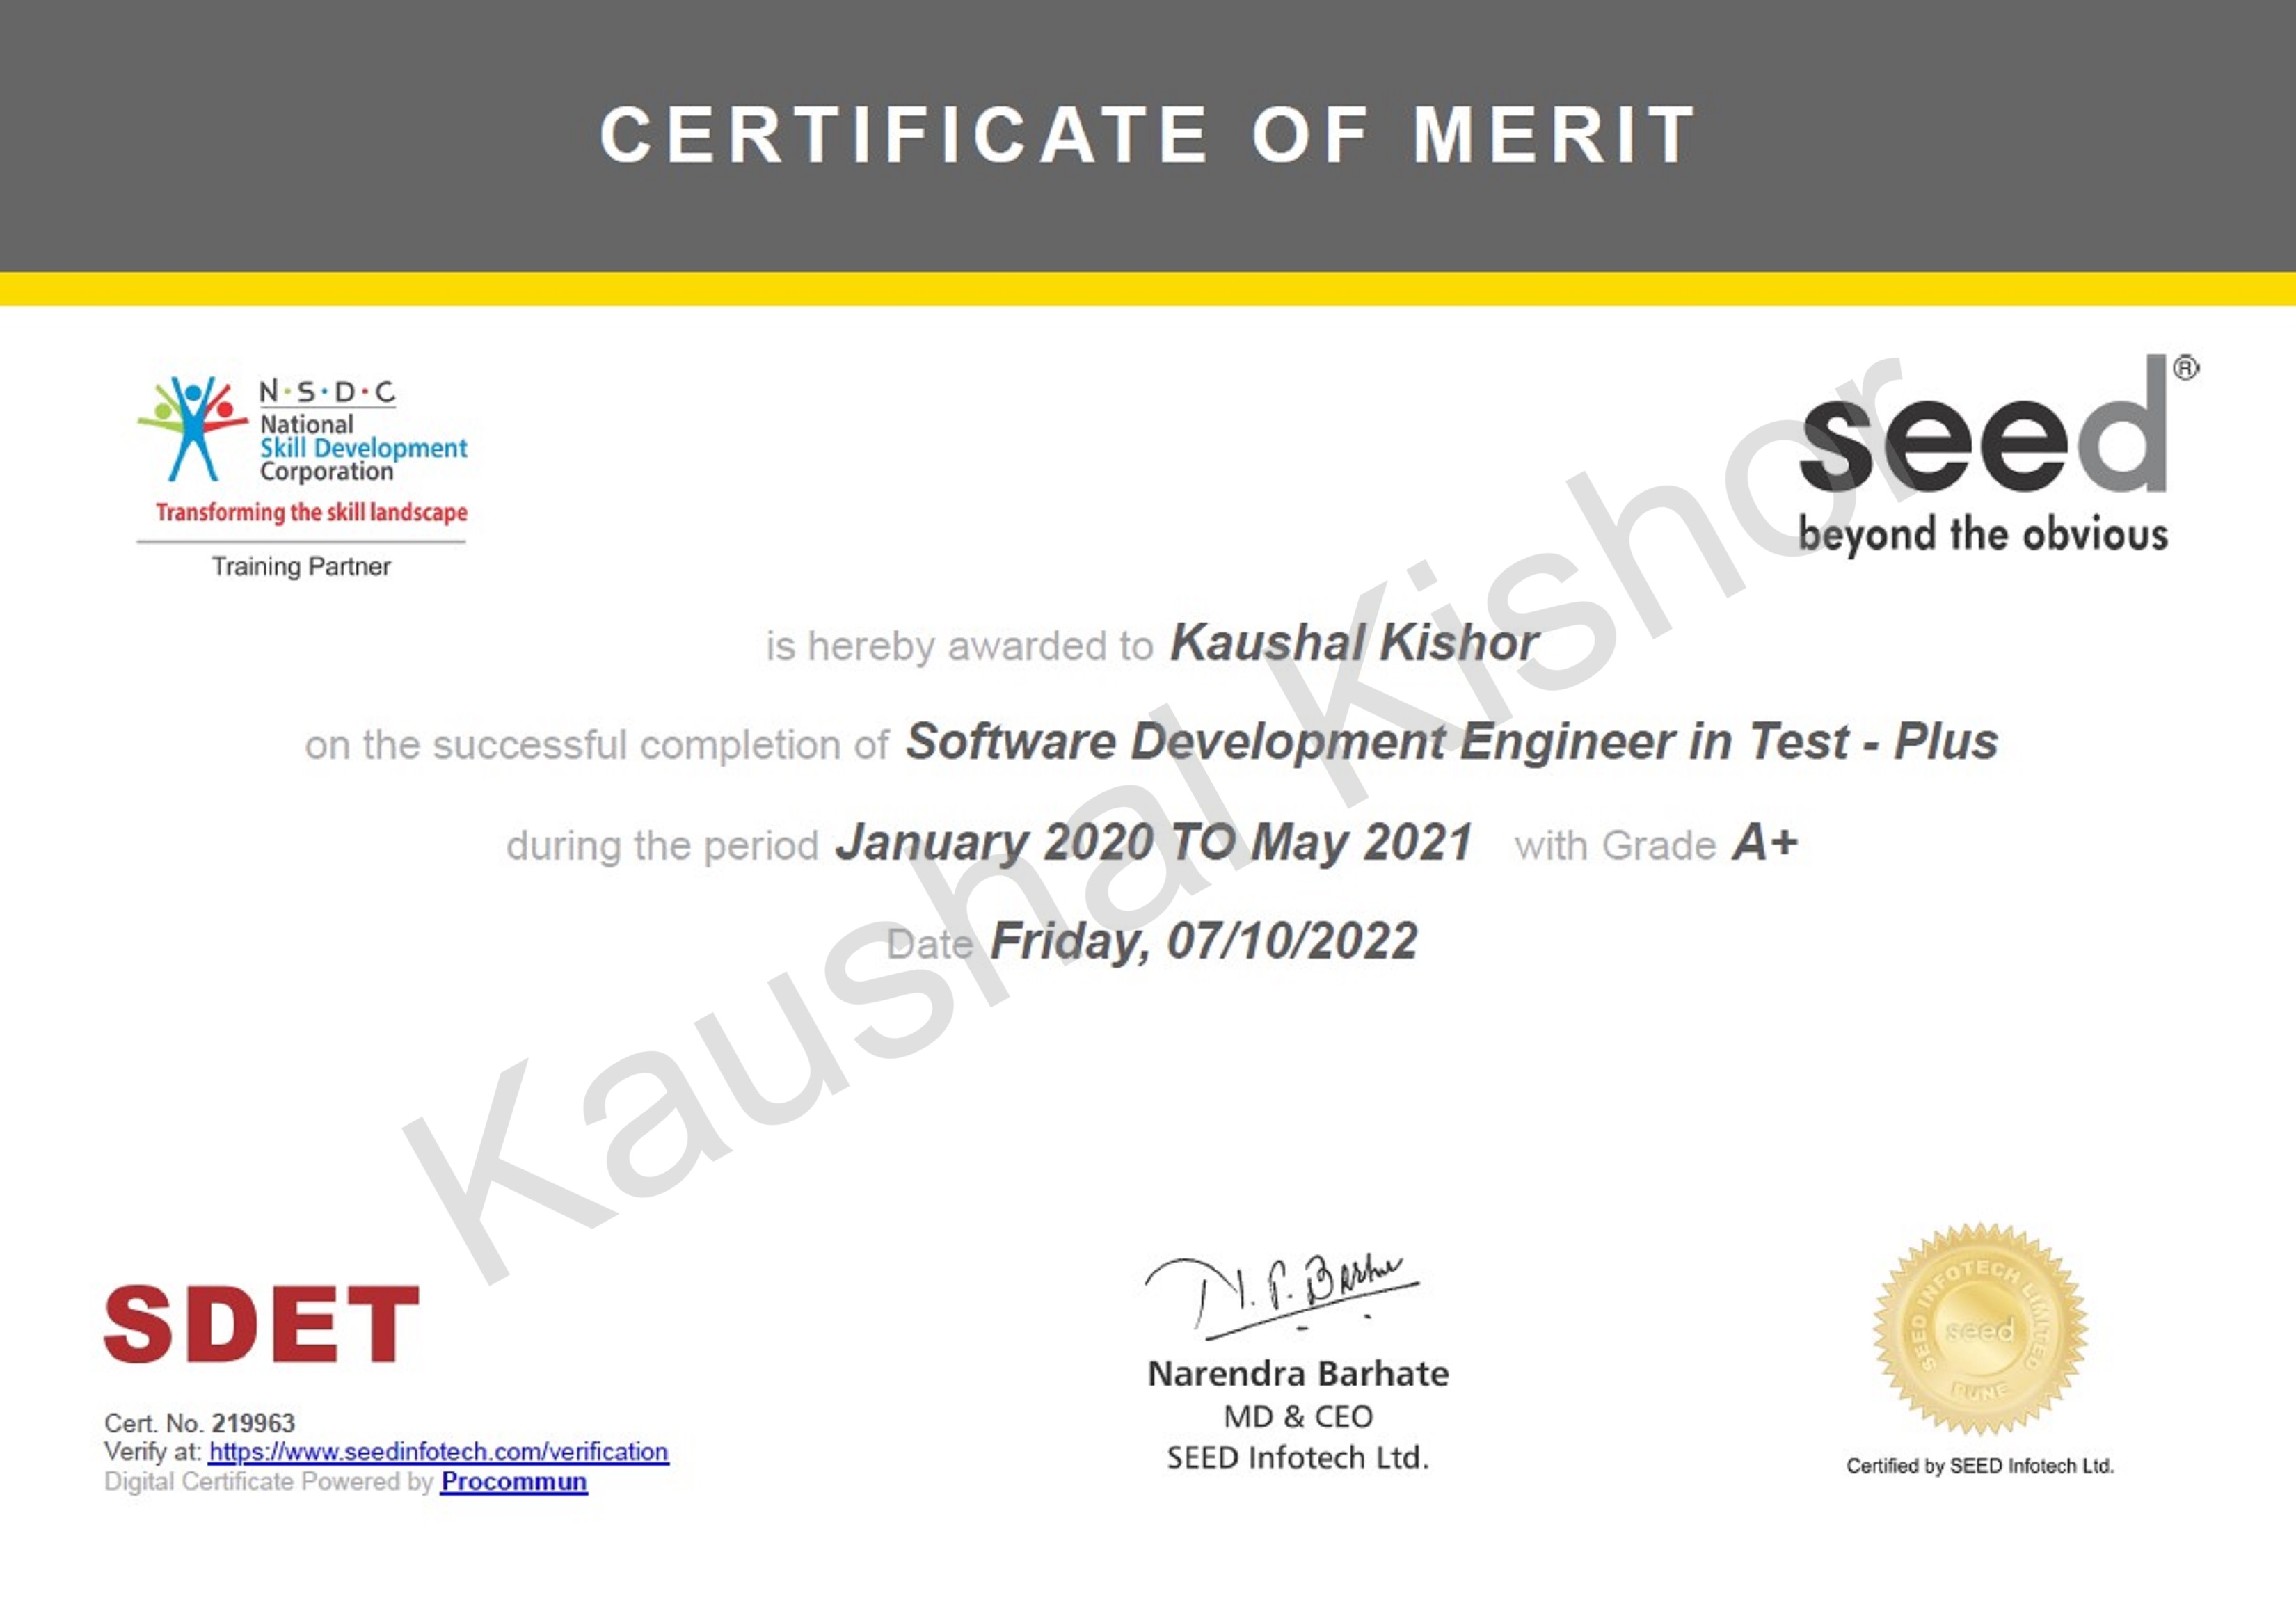 CERTIFICATE OF MERIT
N·S·D·C
National
Skill Development
Corporation
Transforming the skill landscape
Training Partner
seed®
beyond the obvious
is hereby awarded to Kaushal Kishor
on the successful completion of Software Development Engineer in Test - Plus
during the period January 2020 TO May 2021 with Grade A+
Date Friday, 07/10/2022
Kaushal Kishor
SDET
Cert. No. 219963
Verify at: https://www.seedinfotech.com/verification
Digital Certificate Powered by Procommun
N. P. Barhate
Narendra Barhate
MD & CEO
SEED Infotech Ltd.
SEED INFOTECH LIMITED
seed
PUNE
Certified by SEED Infotech Ltd.